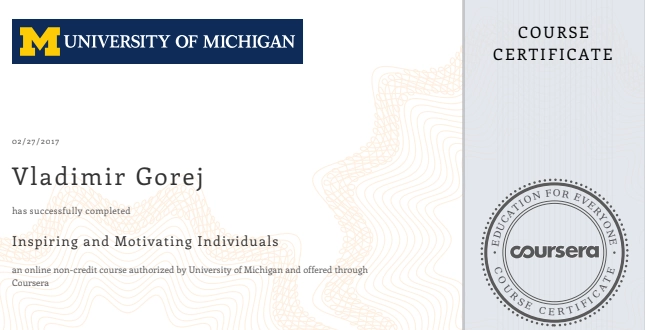 M UNIVERSITY OF MICHIGAN
COURSE
CERTIFICATE
02/27/2017
Vladimir Gorej
has successfully completed
Inspiring and Motivating Individuals
an online non-credit course authorized by University of Michigan and offered through
Coursera
EDUCATION FOR EVERYONE
coursera
COURSE CERTIFICATE